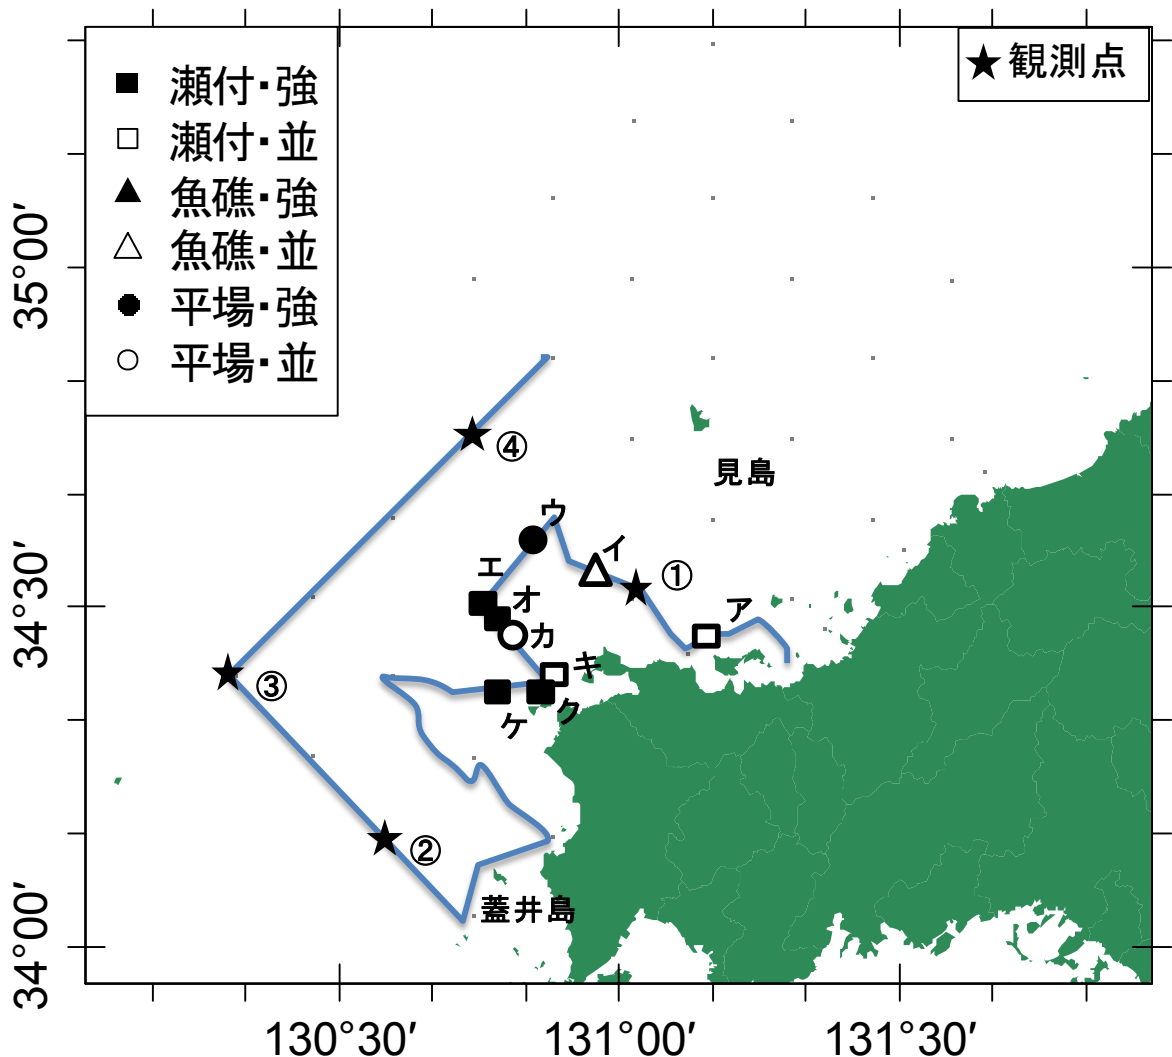 瀬付・強
瀬付・並
魚礁・強
魚礁・並
平場・強
平場・並
★観測点
35°00′
34°30′
34°00′
④
見島
ウ
イ
①
エ
オ
ア
カ
キ
③
ク
ケ
②
蓋井島
130°30′
131°00′
131°30′